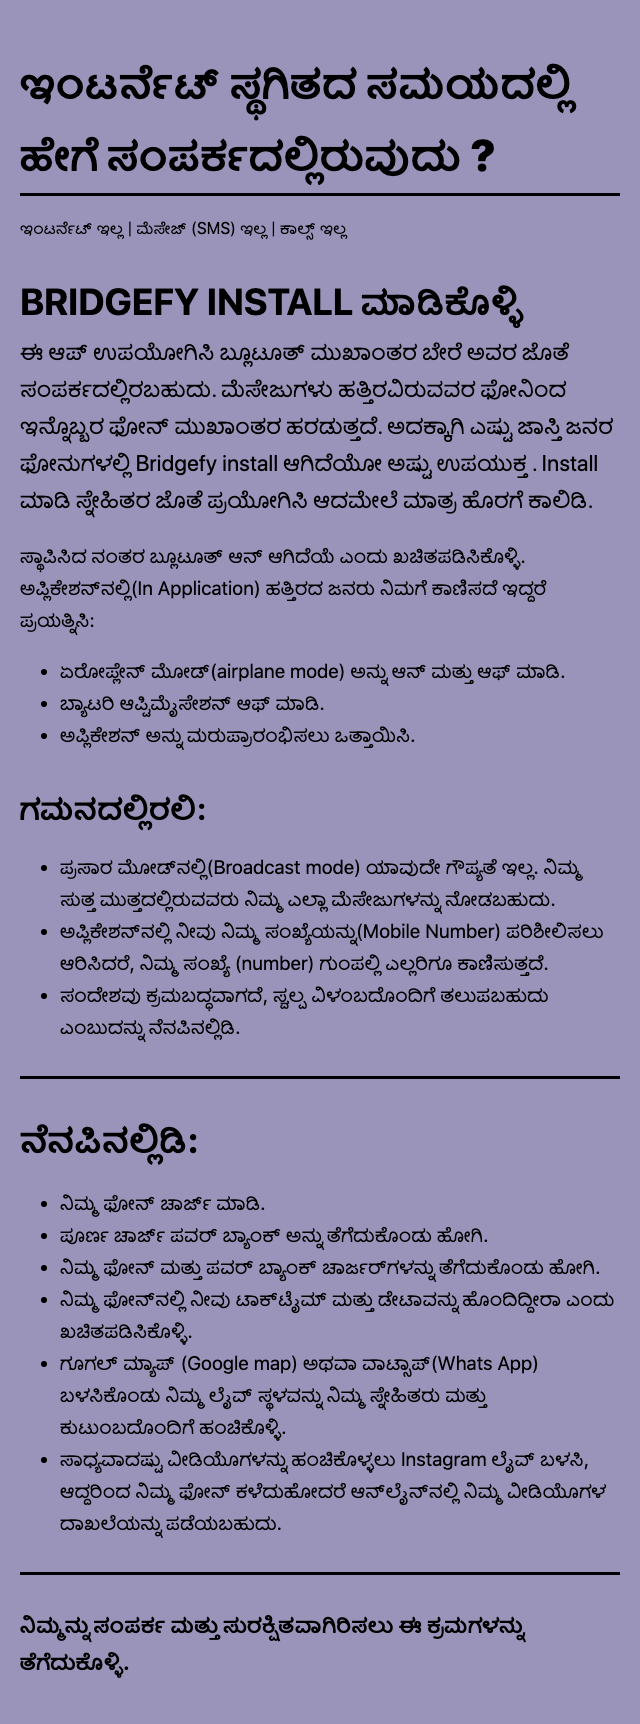 ಇಂಟರ್ನೆಟ್ ಸ್ಥಗಿತದ ಸಮಯದಲ್ಲಿ
ಹೇಗೆ ಸಂಪರ್ಕದಲ್ಲಿರುವುದು ?
ಇಂಟರ್ನೆಟ್ ಇಲ್ಲ | ಮೆಸೇಜ್ (SMS) ಇಲ್ಲ | ಕಾಲ್ಸ್ ಇಲ್ಲ
BRIDGEFY INSTALL ಮಾಡಿಕೊಳ್ಳಿ
ಈ ಆಪ್ ಉಪಯೋಗಿಸಿ ಬ್ಲೂಟೂತ್ ಮುಖಾಂತರ ಬೇರೆ ಅವರ ಜೊತೆ
ಸಂಪರ್ಕದಲ್ಲಿರಬಹುದು. ಮೆಸೇಜುಗಳು ಹತ್ತಿರವಿರುವವರ ಫೋನಿಂದ
ಇನ್ನೊಬ್ಬರ ಫೋನ್ ಮುಖಾಂತರ ಹರಡುತ್ತದೆ. ಅದಕ್ಕಾಗಿ ಎಷ್ಟು ಜಾಸ್ತಿ ಜನರ
ಫೋನುಗಳಲ್ಲಿ Bridgefy install ಆಗಿದೆಯೋ ಅಷ್ಟು ಉಪಯುಕ್ತ . Install
ಮಾಡಿ ಸ್ನೇಹಿತರ ಜೊತೆ ಪ್ರಯೋಗಿಸಿ ಆದಮೇಲೆ ಮಾತ್ರ ಹೊರಗೆ ಕಾಲಿಡಿ.
ಸ್ಥಾಪಿಸಿದ ನಂತರ ಬ್ಲೂಟೂತ್ ಆನ್ ಆಗಿದೆಯೆ ಎಂದು ಖಚಿತಪಡಿಸಿಕೊಳ್ಳಿ.
ಅಪ್ಲಿಕೇಶನ್‌ನಲ್ಲಿ(In Application) ಹತ್ತಿರದ ಜನರು ನಿಮಗೆ ಕಾಣಿಸದೆ ಇದ್ದರೆ
ಪ್ರಯತ್ನಿಸಿ:
• ಏರೋಪ್ಲೇನ್ ಮೋಡ್(airplane mode) ಅನ್ನು ಆನ್ ಮತ್ತು ಆಫ್ ಮಾಡಿ.
• ಬ್ಯಾಟರಿ ಆಪ್ಟಿಮೈಸೇಶನ್ ಆಫ್ ಮಾಡಿ.
• ಅಪ್ಲಿಕೇಶನ್ ಅನ್ನು ಮರುಪ್ರಾರಂಭಿಸಲು ಒತ್ತಾಯಿಸಿ.
ಗಮನದಲ್ಲಿರಲಿ:
• ಪ್ರಸಾರ ಮೋಡ್‌ನಲ್ಲಿ(Broadcast mode) ಯಾವುದೇ ಗೌಪ್ಯತೆ ಇಲ್ಲ. ನಿಮ್ಮ
ಸುತ್ತ ಮುತ್ತದಲ್ಲಿರುವವರು ನಿಮ್ಮ ಎಲ್ಲಾ ಮೆಸೇಜುಗಳನ್ನು ನೋಡಬಹುದು.
• ಅಪ್ಲಿಕೇಶನ್‌ನಲ್ಲಿ ನೀವು ನಿಮ್ಮ ಸಂಖ್ಯೆಯನ್ನು(Mobile Number) ಪರಿಶೀಲಿಸಲು
ಆರಿಸಿದರೆ, ನಿಮ್ಮ ಸಂಖ್ಯೆ (number) ಗುಂಪಲ್ಲಿ ಎಲ್ಲರಿಗೂ ಕಾಣಿಸುತ್ತದೆ.
• ಸಂದೇಶವು ಕ್ರಮಬದ್ಧವಾಗದೆ, ಸ್ವಲ್ಪ ವಿಳಂಬದೊಂದಿಗೆ ತಲುಪಬಹುದು
ಎಂಬುದನ್ನು ನೆನಪಿನಲ್ಲಿಡಿ.
ನೆನಪಿನಲ್ಲಿಡಿ:
• ನಿಮ್ಮ ಫೋನ್ ಚಾರ್ಜ್ ಮಾಡಿ.
• ಪೂರ್ಣ ಚಾರ್ಜ್ ಪವರ್ ಬ್ಯಾಂಕ್ ಅನ್ನು ತೆಗೆದುಕೊಂಡು ಹೋಗಿ.
• ನಿಮ್ಮ ಫೋನ್ ಮತ್ತು ಪವರ್ ಬ್ಯಾಂಕ್ ಚಾರ್ಜರ್‌ಗಳನ್ನು ತೆಗೆದುಕೊಂಡು ಹೋಗಿ.
• ನಿಮ್ಮ ಫೋನ್‌ನಲ್ಲಿ ನೀವು ಟಾಕ್‌ಟೈಮ್ ಮತ್ತು ಡೇಟಾವನ್ನು ಹೊಂದಿದ್ದೀರಾ ಎಂದು
ಖಚಿತಪಡಿಸಿಕೊಳ್ಳಿ.
• ಗೂಗಲ್ ಮ್ಯಾಪ್ (Google map) ಅಥವಾ ವಾಟ್ಸಾಪ್(Whats App)
ಬಳಸಿಕೊಂಡು ನಿಮ್ಮ ಲೈವ್ ಸ್ಥಳವನ್ನು ನಿಮ್ಮ ಸ್ನೇಹಿತರು ಮತ್ತು
ಕುಟುಂಬದೊಂದಿಗೆ ಹಂಚಿಕೊಳ್ಳಿ.
• ಸಾಧ್ಯವಾದಷ್ಟು ವೀಡಿಯೊಗಳನ್ನು ಹಂಚಿಕೊಳ್ಳಲು Instagram ಲೈವ್ ಬಳಸಿ,
ಆದ್ದರಿಂದ ನಿಮ್ಮ ಫೋನ್ ಕಳೆದುಹೋದರೆ ಆನ್‌ಲೈನ್‌ನಲ್ಲಿ ನಿಮ್ಮ ವೀಡಿಯೊಗಳ
ದಾಖಲೆಯನ್ನು ಪಡೆಯಬಹುದು.
ನಿಮ್ಮನ್ನು ಸಂಪರ್ಕ ಮತ್ತು ಸುರಕ್ಷಿತವಾಗಿರಿಸಲು ಈ ಕ್ರಮಗಳನ್ನು
ತೆಗೆದುಕೊಳ್ಳಿ.